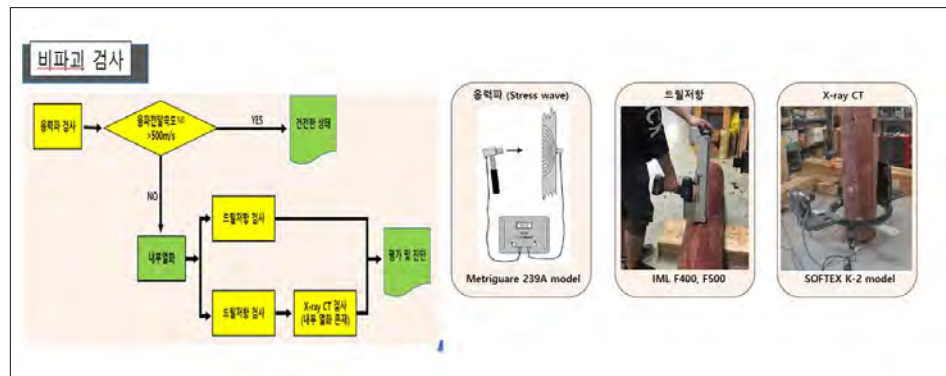 비파괴 검사
응력파 검사
음파전달속도
>500m/s
YES
건전한 상태
NO
내부열화
드릴저항 검사
평가 및 진단
드릴저항 검사
X-ray CT 검사
(내부 열화 존재)
응력파 (Stress wave)
Metriguare 239A model
드릴저항
IML F400, F500
X-ray CT
SOFTEX K-2 model